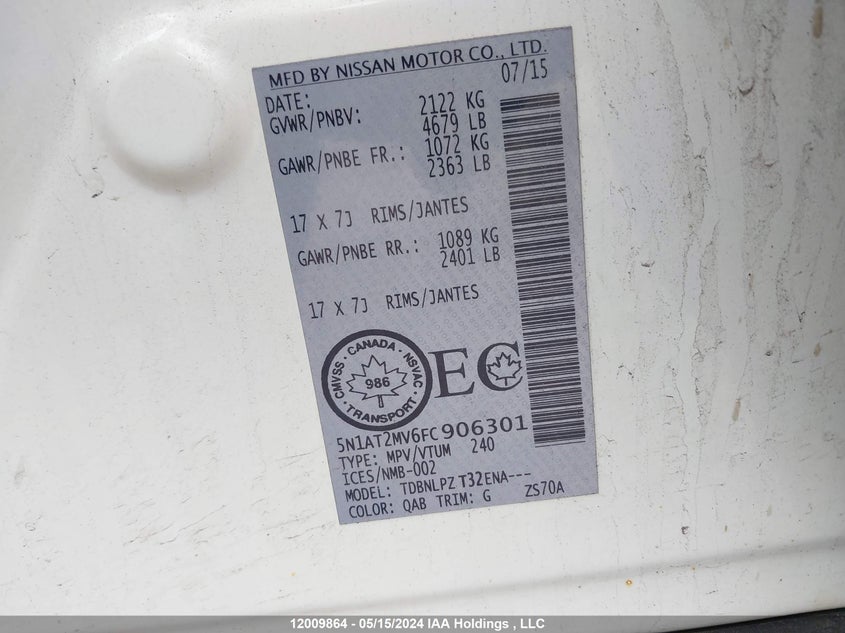 MFD BY NISSAN MOTOR CO., LTD.
DATE: 07/15
GVWR/PNBV: 2122 KG
4679 LB
GAWR/PNBE FR.: 1072 KG
2363 LB
17 X 7J RIMS/JANTES
GAWR/PNBE RR.: 1089 KG
2401 LB
17 X 7J RIMS/JANTES
CMVSS · CANADA · NSVAC
986
· TRANSPORT ·
EC
5N1AT2MV6FC906301
TYPE: MPV/VTUM 240
ICES/NMB-002
MODEL: TDBNLPZ T32ENA---
COLOR: QAB TRIM: G ZS70A
12009864 - 05/15/2024 IAA Holdings , LLC